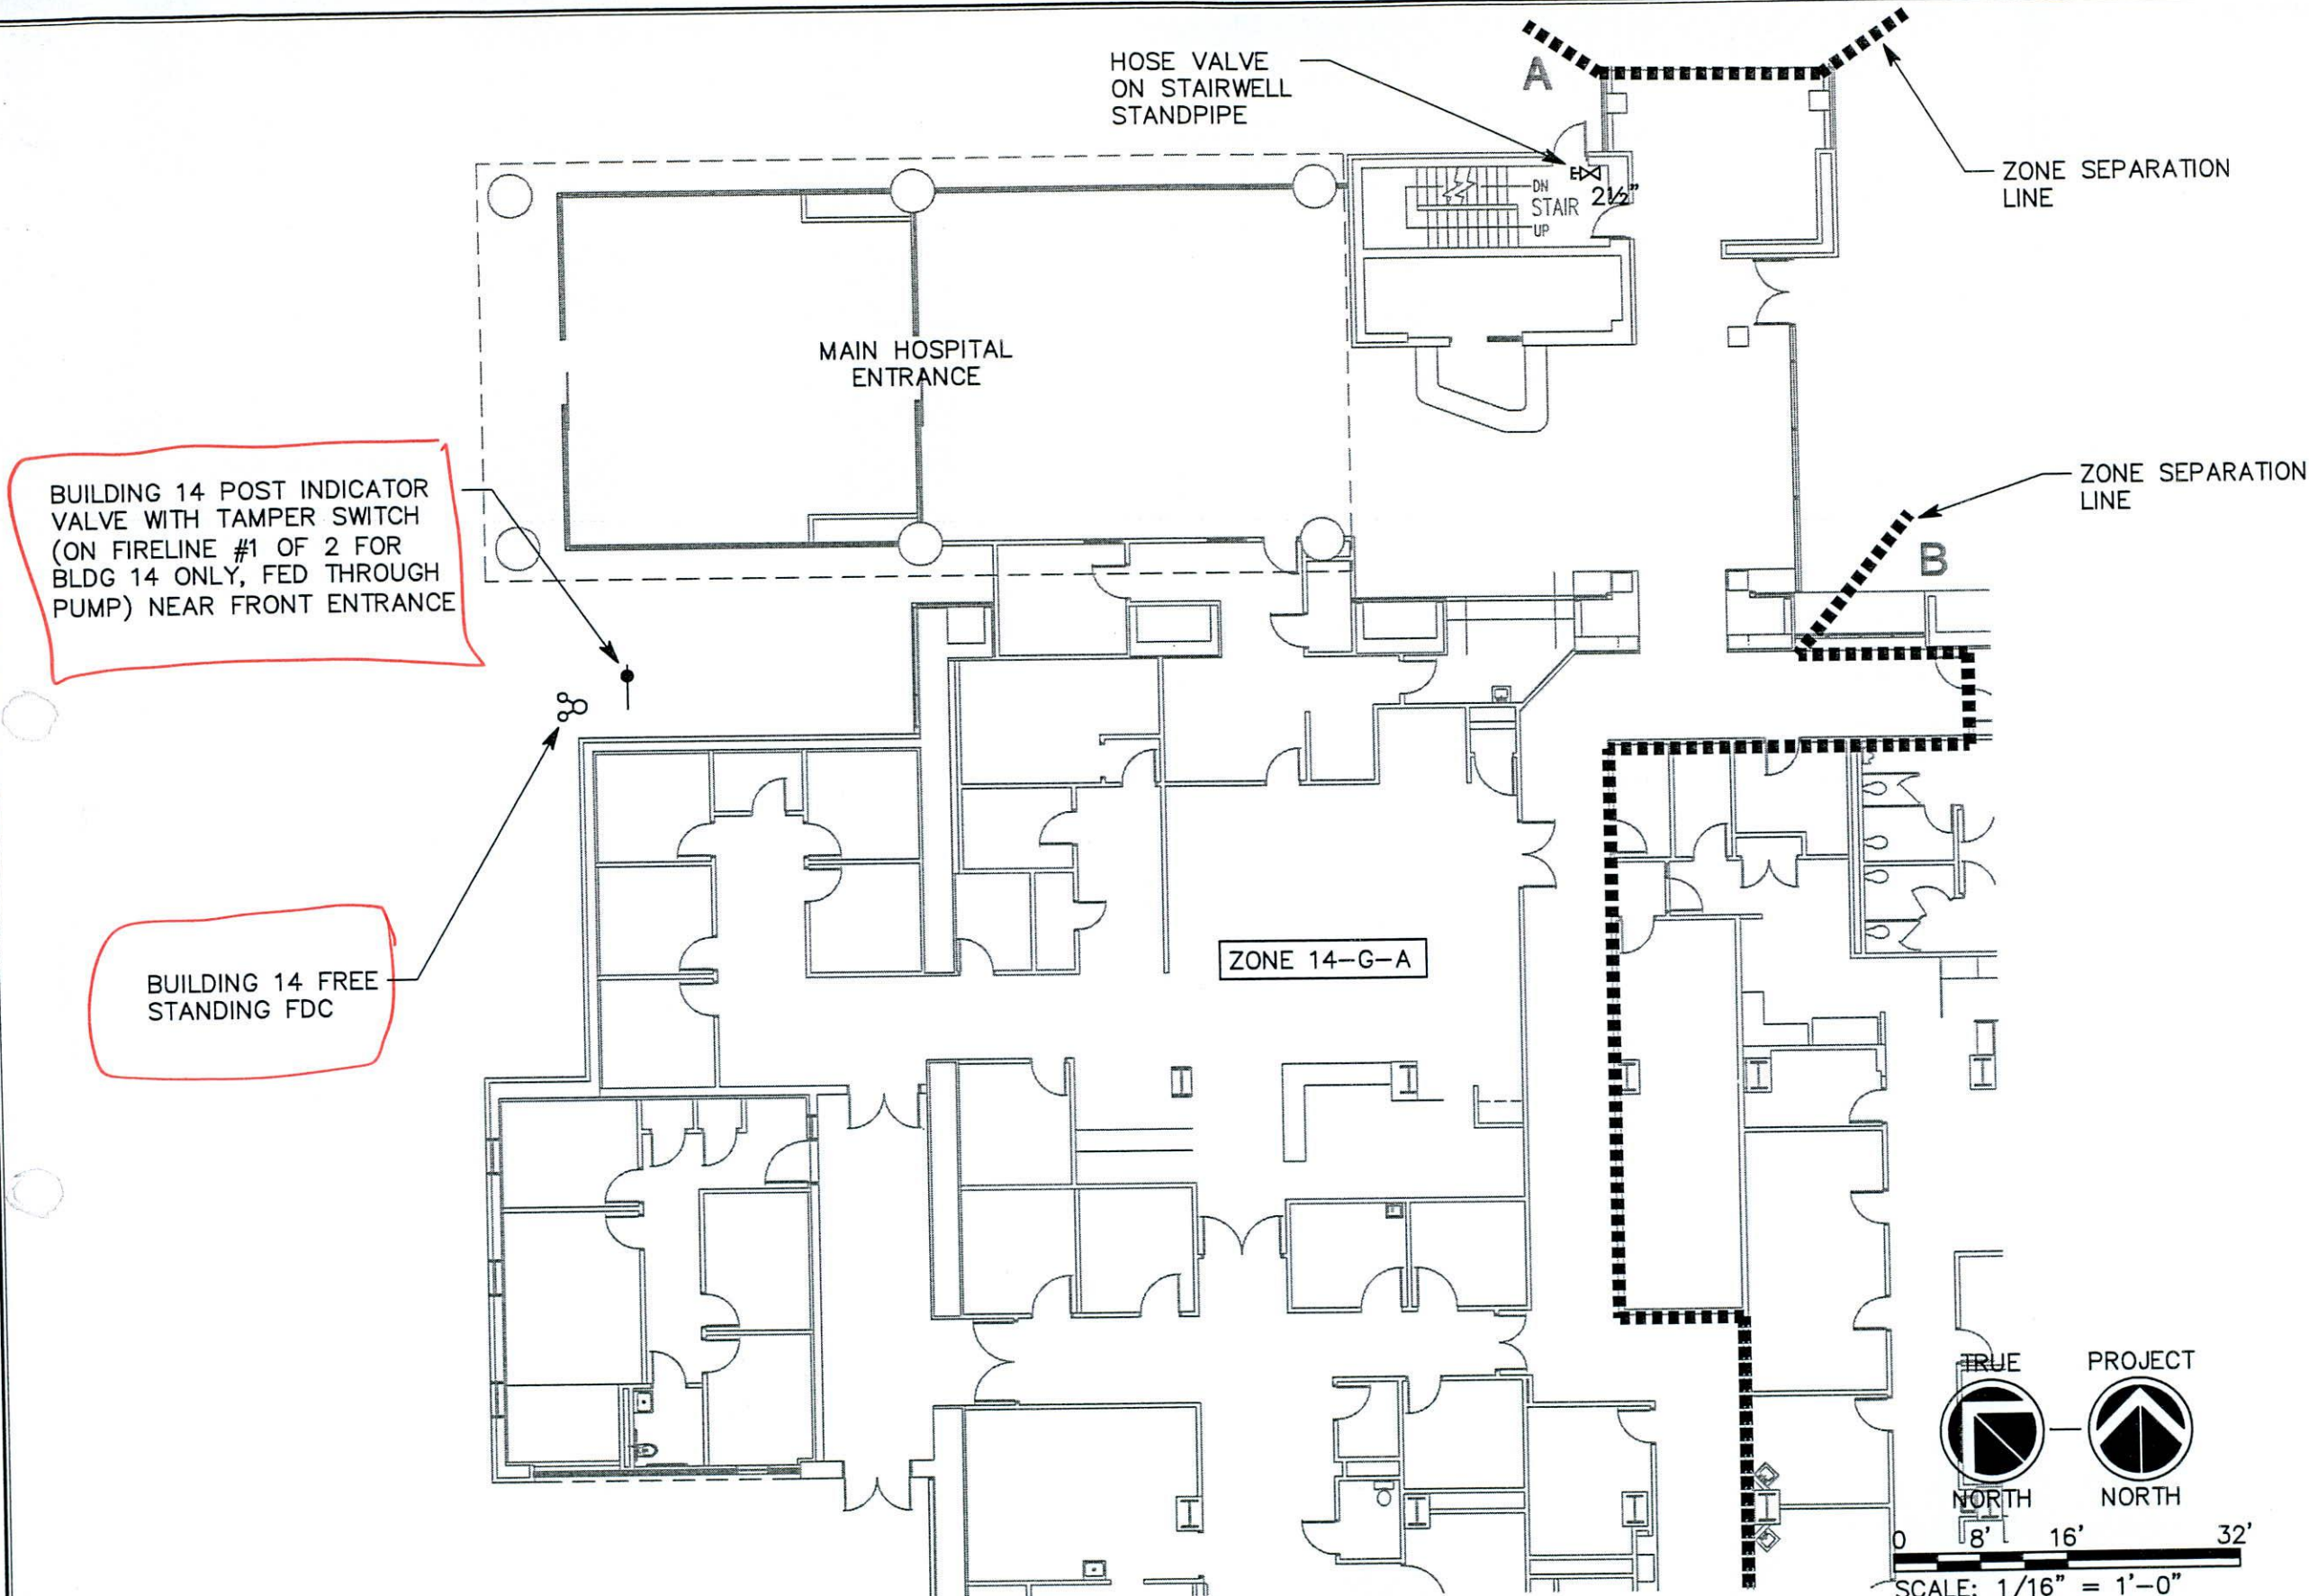 HOSE VALVE
ON STAIRWELL
STANDPIPE
A
ZONE SEPARATION
LINE
DN
STAIR
2½"
UP
MAIN HOSPITAL
ENTRANCE
ZONE SEPARATION
LINE
B
BUILDING 14 POST INDICATOR
VALVE WITH TAMPER SWITCH
(ON FIRELINE #1 OF 2 FOR
BLDG 14 ONLY, FED THROUGH
PUMP) NEAR FRONT ENTRANCE
ZONE 14-G-A
BUILDING 14 FREE
STANDING FDC
TRUE
NORTH
PROJECT
NORTH
0 8' 16' 32'
SCALE: 1/16" = 1'-0"